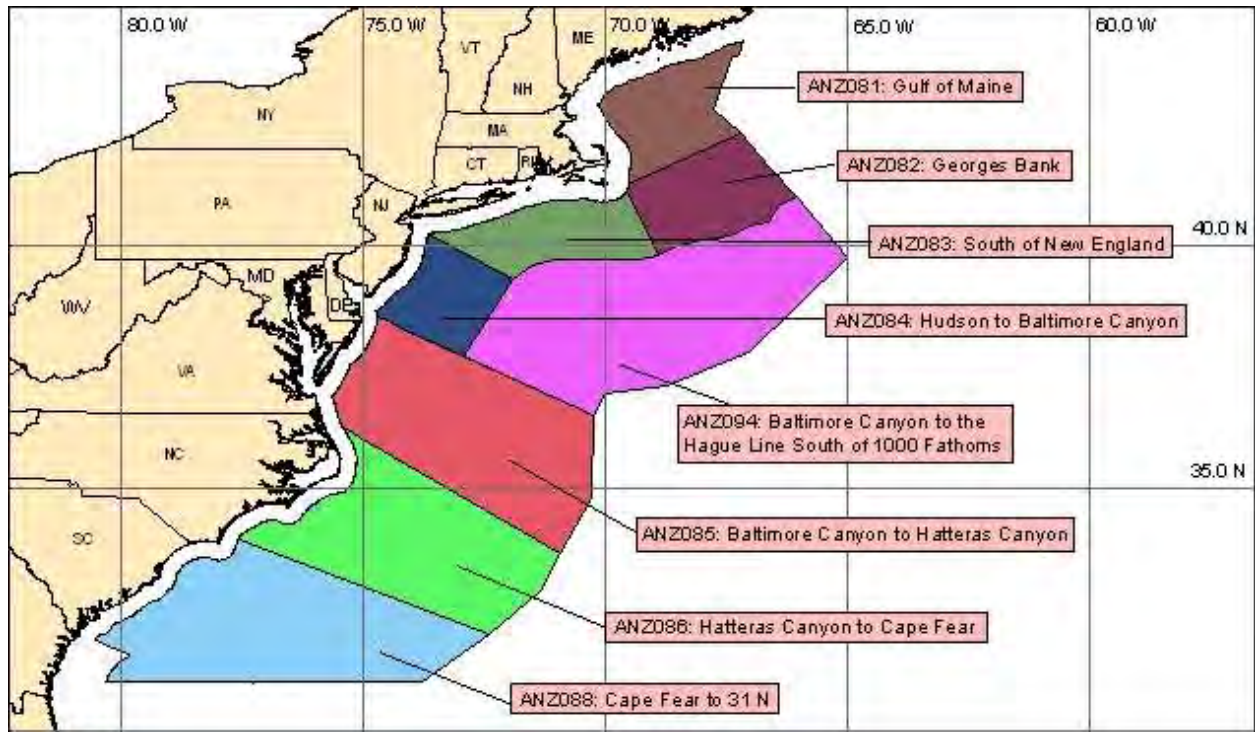 80.0 W
75.0 W
70.0 W
65.0 W
60.0 W
VT
ME
NH
NY
MA
CT
RI
PA
NJ
MD
DE
WV
VA
NC
SC
40.0 N
35.0 N
ANZ081: Gulf of Maine
ANZ082: Georges Bank
ANZ083: South of New England
ANZ084: Hudson to Baltimore Canyon
ANZ094: Baltimore Canyon to the
Hague Line South of 1000 Fathoms
ANZ085: Baltimore Canyon to Hatteras Canyon
ANZ086: Hatteras Canyon to Cape Fear
ANZ088: Cape Fear to 31 N